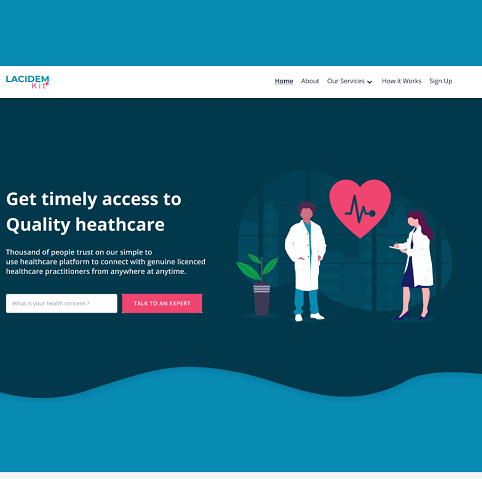 LACIDEM
Kit
Home About Our Services How it Works Sign Up
Get timely access to
Quality heathcare
Thousand of people trust on our simple to
use healthcare platform to connect with genuine licenced
healthcare practitioners from anywhere at anytime.
What is your health concern ? TALK TO AN EXPERT